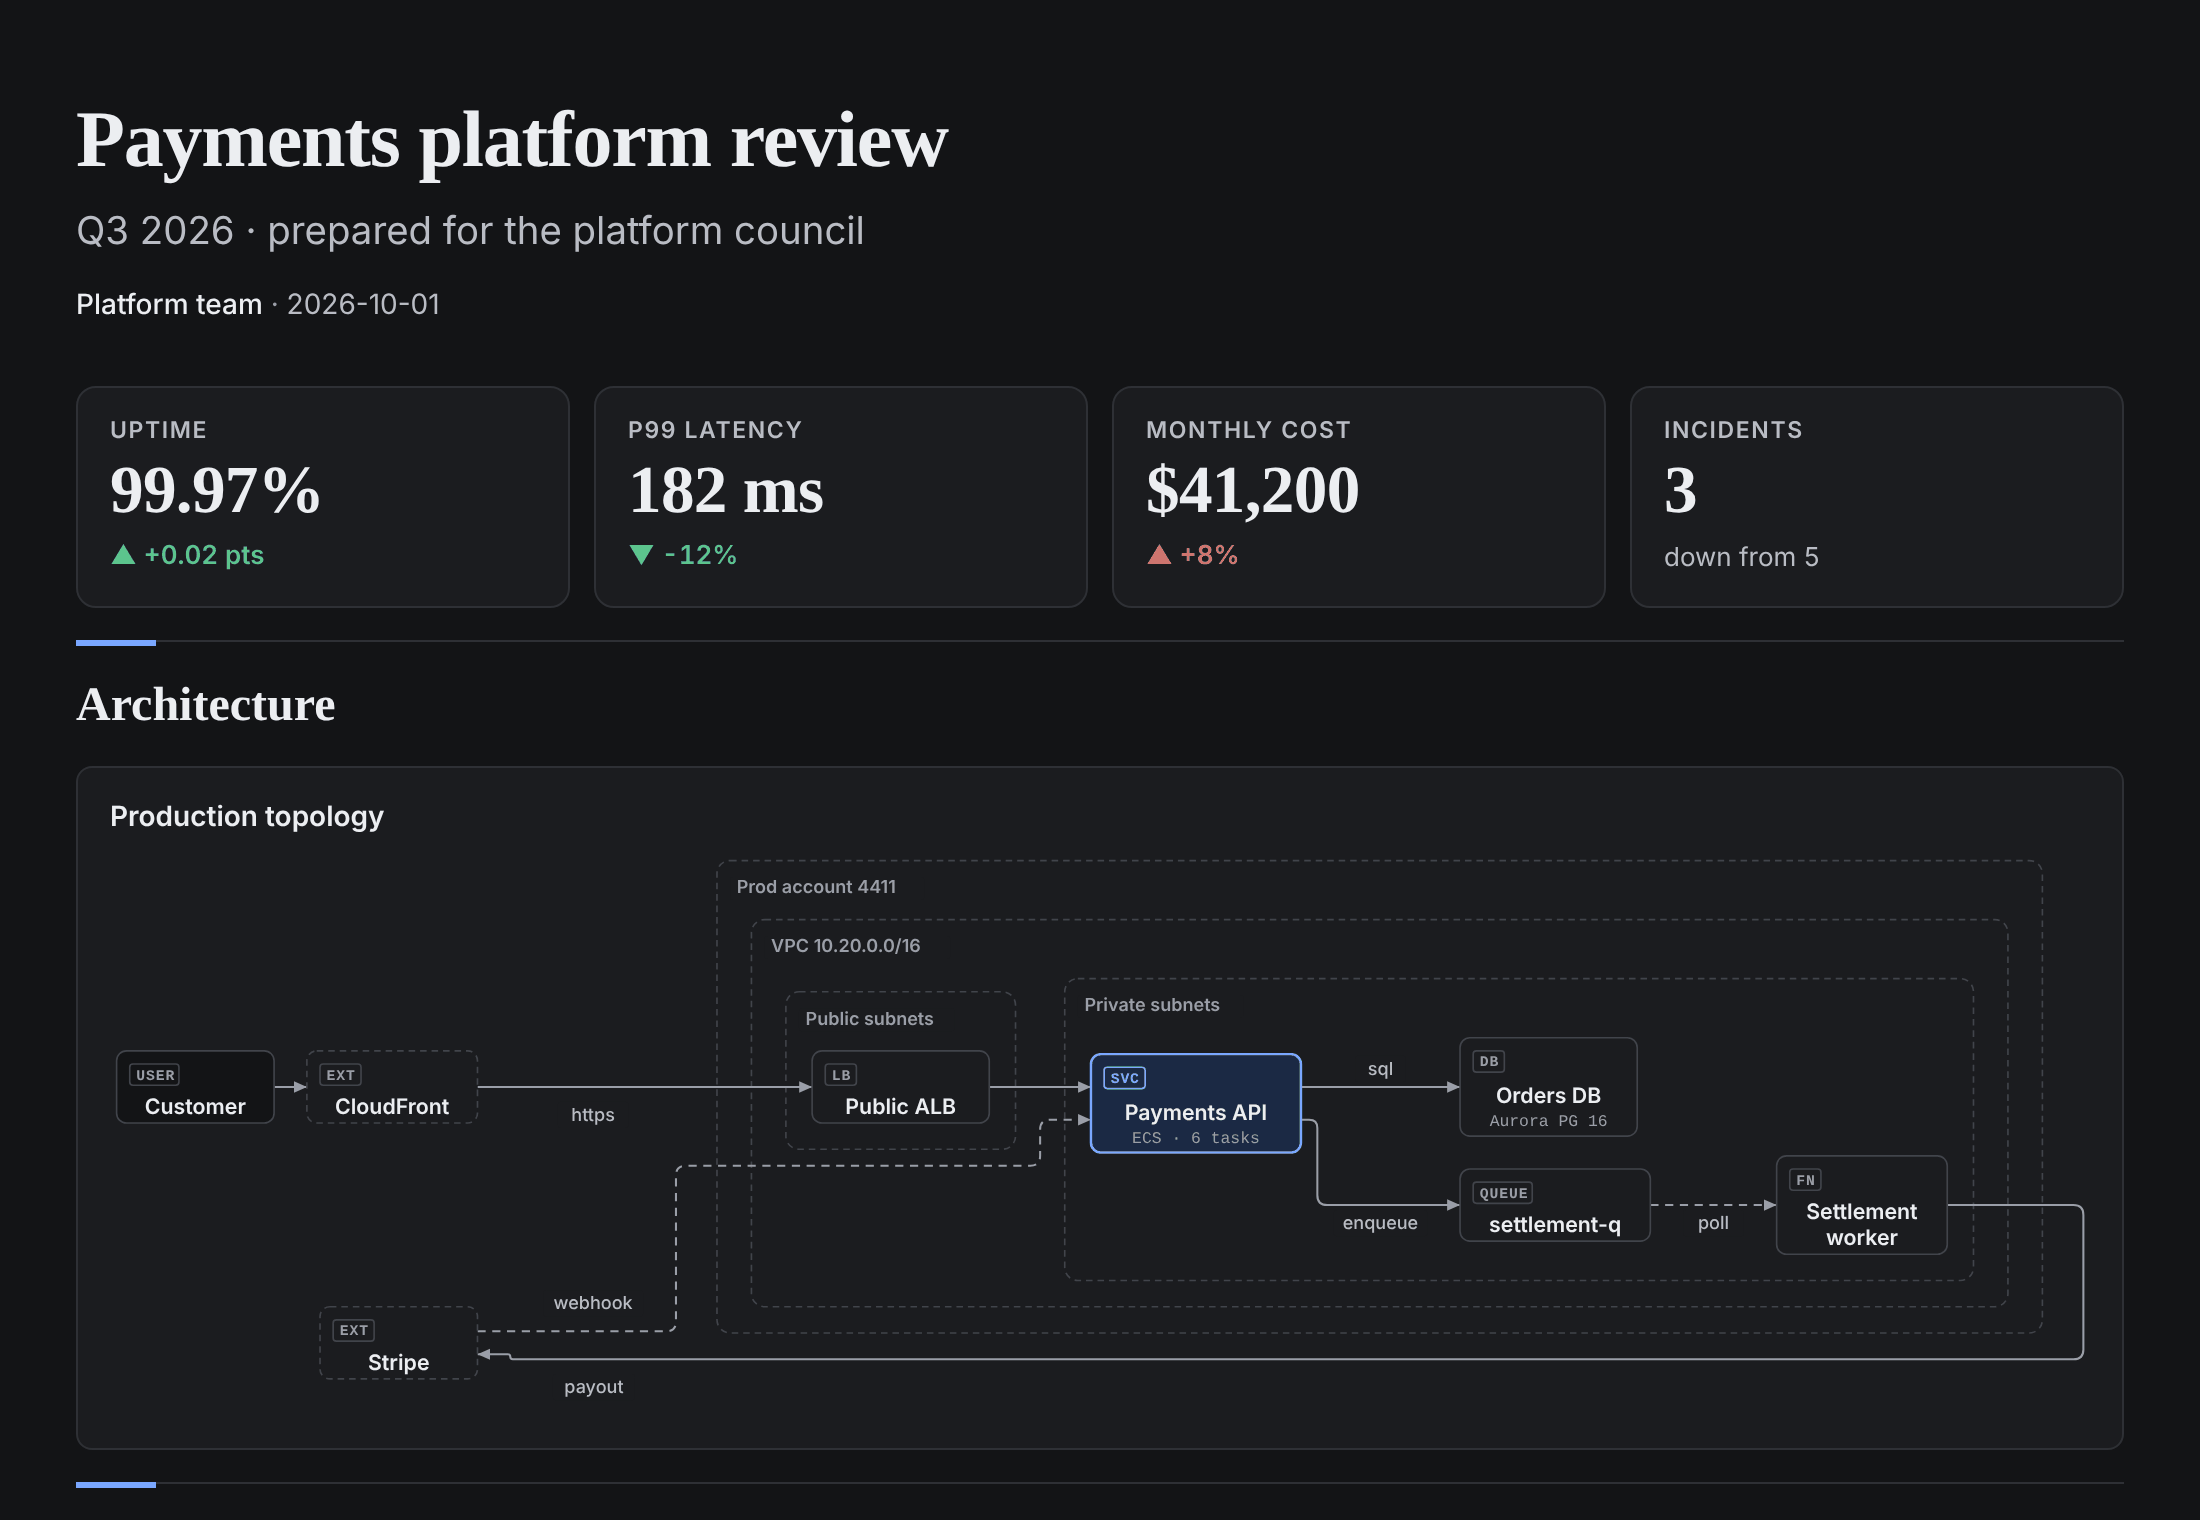 Payments platform review
Q3 2026 · prepared for the platform council
Platform team · 2026-10-01
UPTIME
99.97%
▲ +0.02 pts
P99 LATENCY
182 ms
▼ -12%
MONTHLY COST
$41,200
▲ +8%
INCIDENTS
3
down from 5
Architecture
Production topology
Prod account 4411
VPC 10.20.0.0/16
Public subnets
Private subnets
USER
Customer
EXT
CloudFront
https
LB
Public ALB
SVC
Payments API
ECS · 6 tasks
sql
DB
Orders DB
Aurora PG 16
enqueue
QUEUE
settlement-q
poll
FN
Settlement
worker
webhook
EXT
Stripe
payout